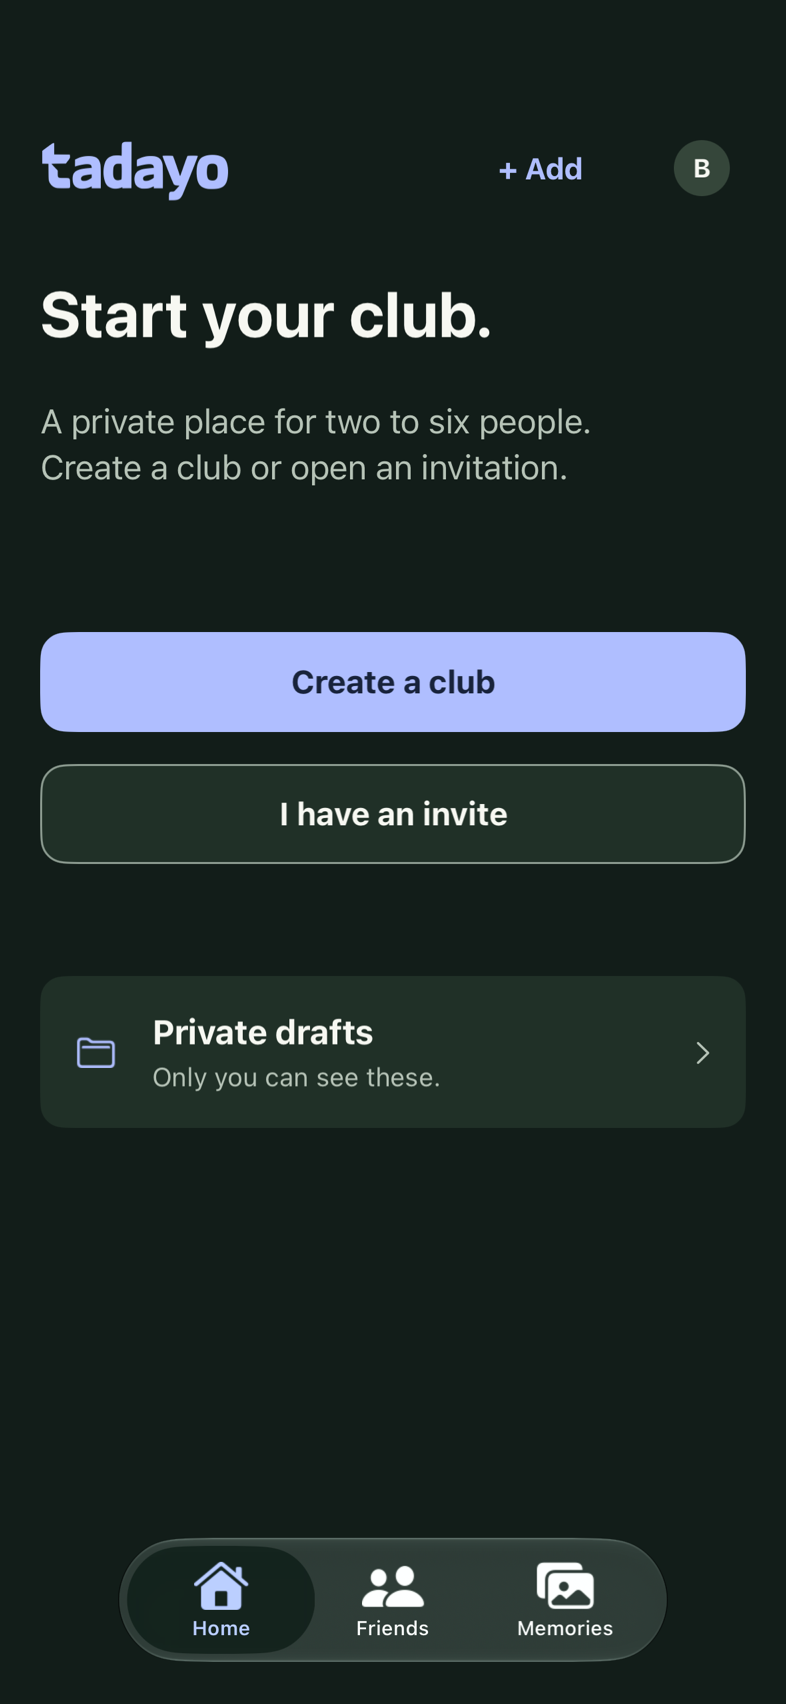 tadayo
+ Add
B
Start your club.
A private place for two to six people.
Create a club or open an invitation.
Create a club
I have an invite
Private drafts
Only you can see these.
Home
Friends
Memories